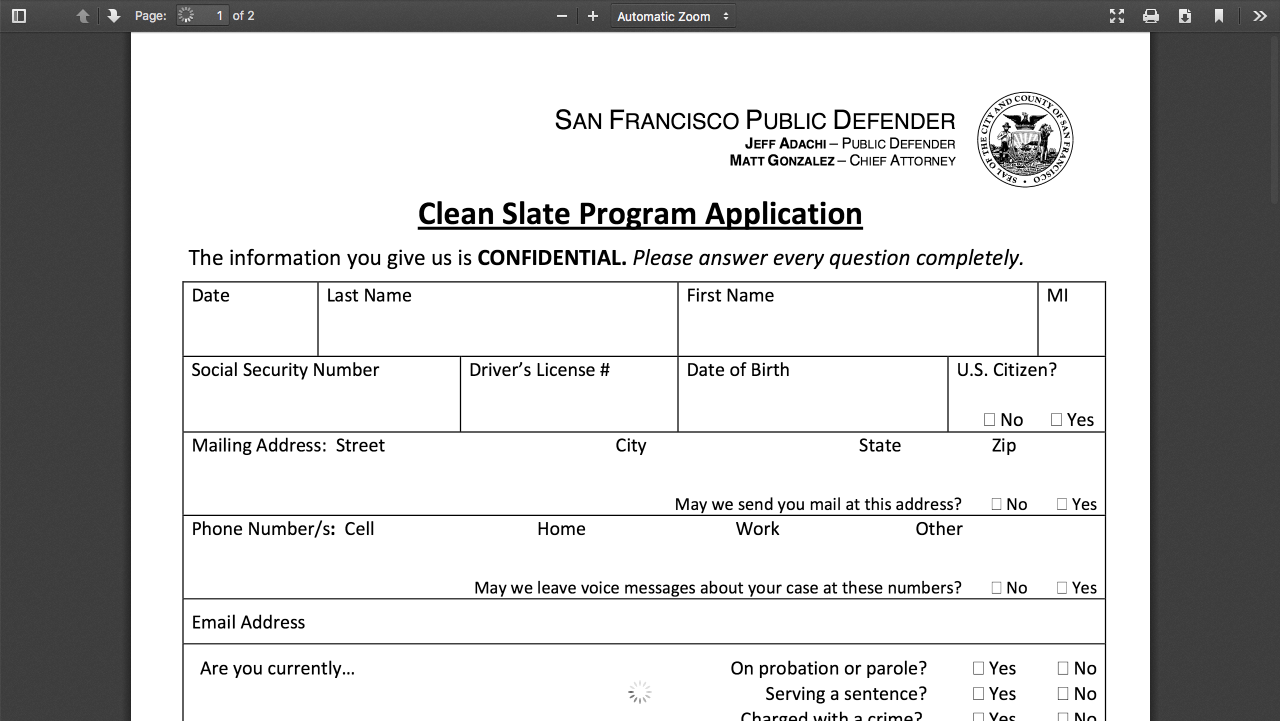 Page: 1 of 2 Automatic Zoom
SAN FRANCISCO PUBLIC DEFENDER
JEFF ADACHI – PUBLIC DEFENDER
MATT GONZALEZ – CHIEF ATTORNEY
SEAL OF THE CITY AND COUNTY OF SAN FRANCISCO
Clean Slate Program Application
The information you give us is CONFIDENTIAL. Please answer every question completely.
Date Last Name First Name MI
Social Security Number Driver’s License # Date of Birth U.S. Citizen?
☐ No ☐ Yes
Mailing Address: Street City State Zip
May we send you mail at this address? ☐ No ☐ Yes
Phone Number/s: Cell Home Work Other
May we leave voice messages about your case at these numbers? ☐ No ☐ Yes
Email Address
Are you currently… On probation or parole? ☐ Yes ☐ No
Serving a sentence? ☐ Yes ☐ No
Charged with a crime? ☐ Yes ☐ No